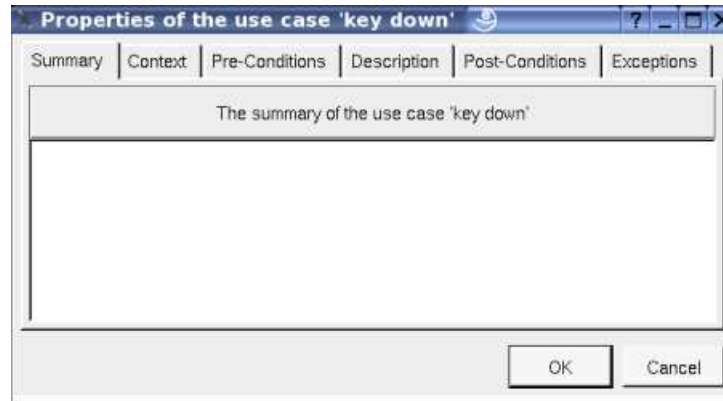 Properties of the use case 'key down'
Summary Context Pre-Conditions Description Post-Conditions Exceptions
The summary of the use case 'key down'
OK Cancel